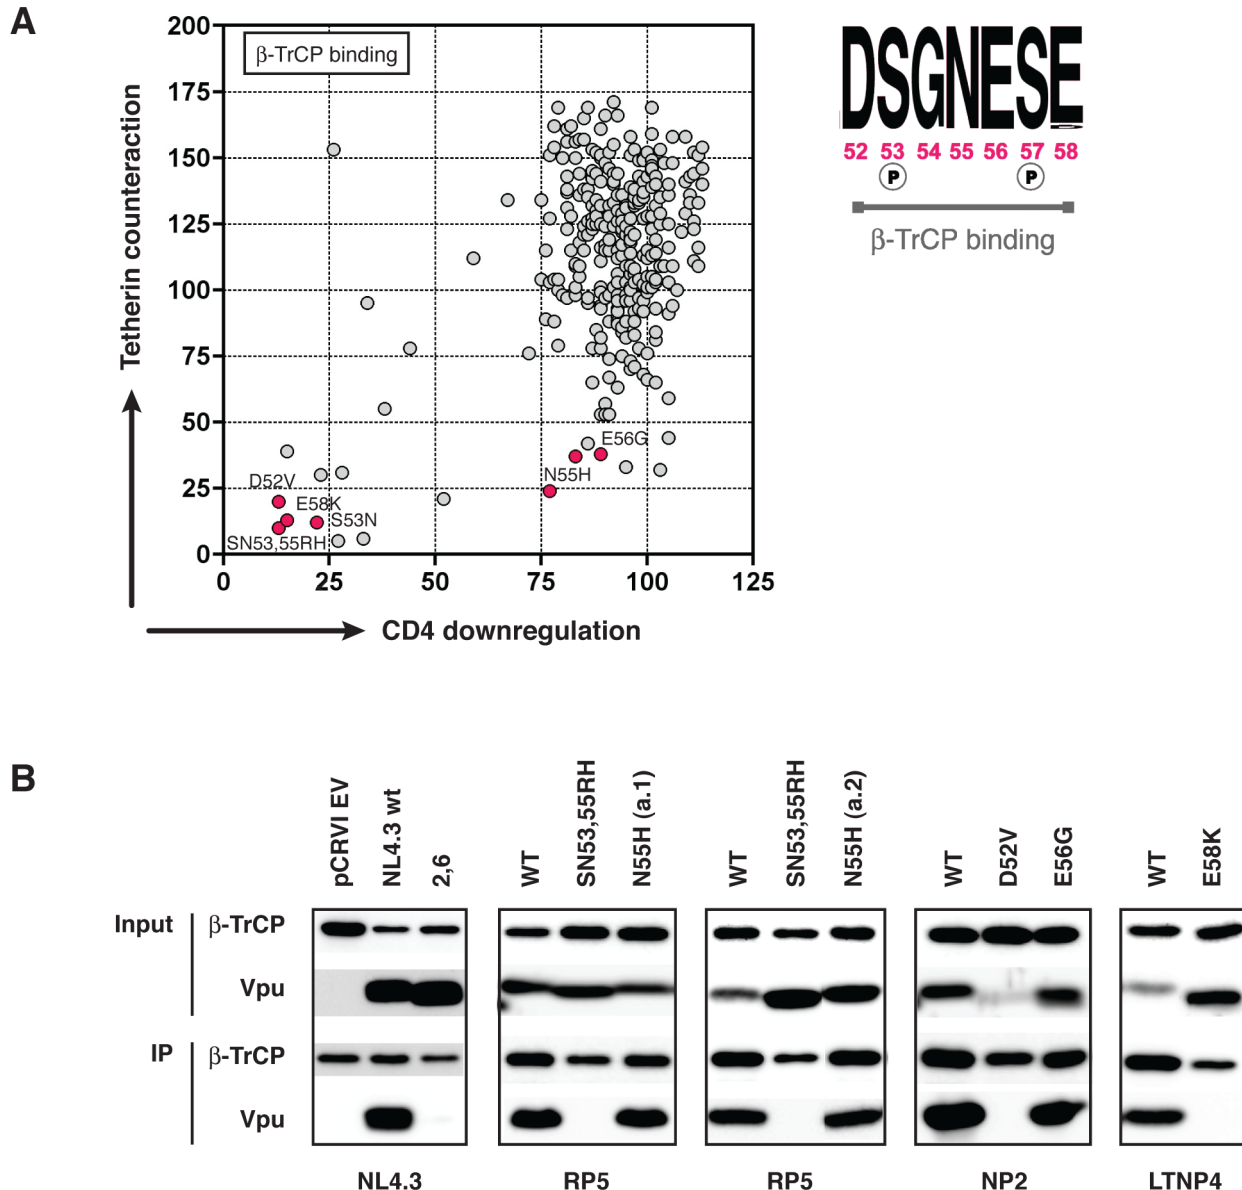 A
200
175
150
125
100
75
50
25
0
0 25 50 75 100 125
β-TrCP binding
Tetherin counteraction
CD4 downregulation
E56G
N55H
D52V
E58K
S53N
SN53,55RH
DSGNESE
52 53 54 55 56 57 58
P P
β-TrCP binding
B
pCRVI EV NL4.3 wt 2,6 WT SN53,55RH N55H (a.1) WT SN53,55RH N55H (a.2) WT D52V E56G WT E58K
Input β-TrCP
Vpu
IP β-TrCP
Vpu
NL4.3 RP5 RP5 NP2 LTNP4